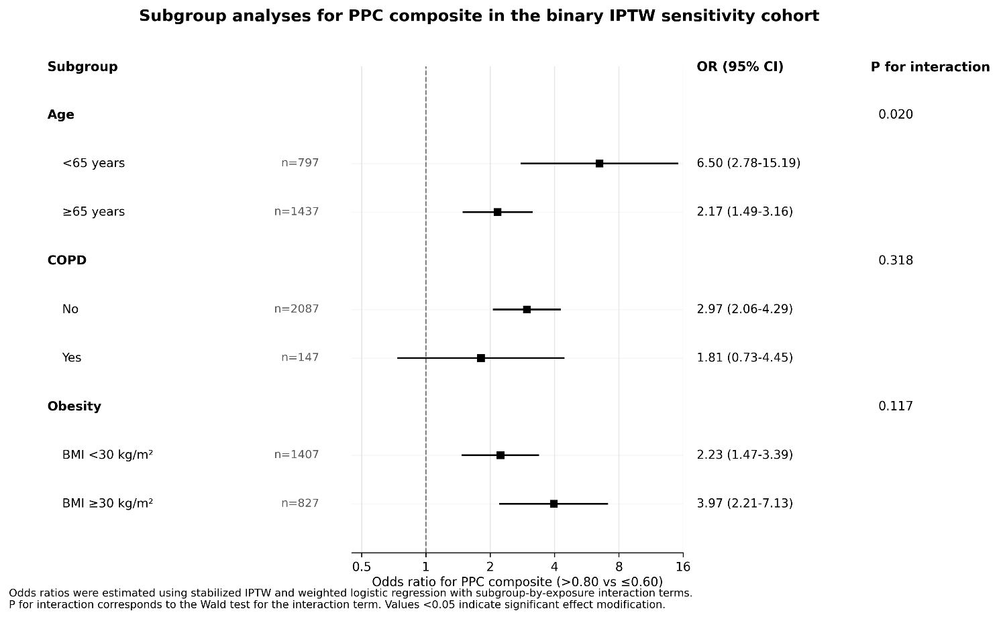 Subgroup analyses for PPC composite in the binary IPTW sensitivity cohort
Subgroup OR (95% CI) P for interaction
Age 0.020
<65 years n=797 6.50 (2.78-15.19)
≥65 years n=1437 2.17 (1.49-3.16)
COPD 0.318
No n=2087 2.97 (2.06-4.29)
Yes n=147 1.81 (0.73-4.45)
Obesity 0.117
BMI <30 kg/m² n=1407 2.23 (1.47-3.39)
BMI ≥30 kg/m² n=827 3.97 (2.21-7.13)
0.5 1 2 4 8 16
Odds ratio for PPC composite (>0.80 vs ≤0.60)
Odds ratios were estimated using stabilized IPTW and weighted logistic regression with subgroup-by-exposure interaction terms.
P for interaction corresponds to the Wald test for the interaction term. Values <0.05 indicate significant effect modification.